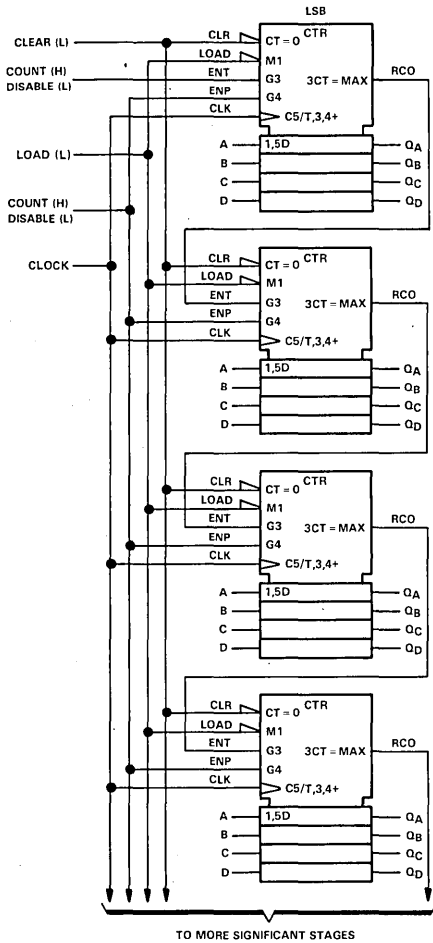 LSB
CLEAR (L)
CLR
CT = 0
CTR
LOAD
M1
COUNT (H)
DISABLE (L)
ENT
G3
3CT = MAX
RCO
ENP
G4
CLK
C5/T,3,4+
LOAD (L)
A
1,5D
QA
B
QB
C
QC
D
QD
COUNT (H)
DISABLE (L)
CLOCK
CLR
CT = 0
CTR
LOAD
M1
ENT
G3
3CT = MAX
RCO
ENP
G4
CLK
C5/T,3,4+
A
1,5D
QA
B
QB
C
QC
D
QD
CLR
CT = 0
CTR
LOAD
M1
ENT
G3
3CT = MAX
RCO
ENP
G4
CLK
C5/T,3,4+
A
1,5D
QA
B
QB
C
QC
D
QD
CLR
CT = 0
CTR
LOAD
M1
ENT
G3
3CT = MAX
RCO
ENP
G4
CLK
C5/T,3,4+
A
1,5D
QA
B
QB
C
QC
D
QD
TO MORE SIGNIFICANT STAGES